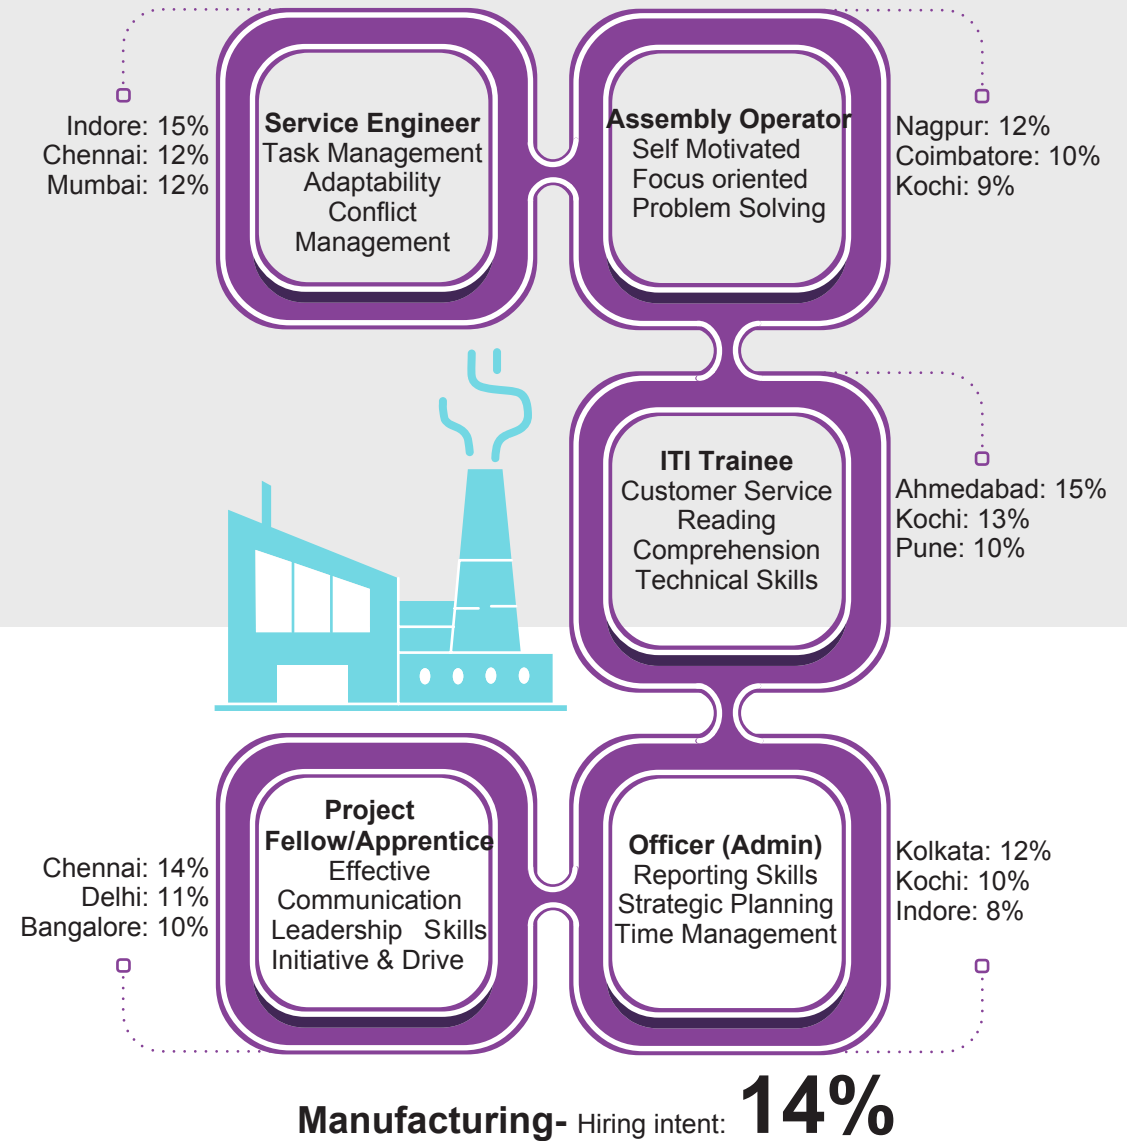 Indore: 15%
Chennai: 12%
Mumbai: 12%
Service Engineer
Task Management
Adaptability
Conflict
Management
Assembly Operator
Self Motivated
Focus oriented
Problem Solving
Nagpur: 12%
Coimbatore: 10%
Kochi: 9%
ITI Trainee
Customer Service
Reading
Comprehension
Technical Skills
Ahmedabad: 15%
Kochi: 13%
Pune: 10%
Chennai: 14%
Delhi: 11%
Bangalore: 10%
Project
Fellow/Apprentice
Effective
Communication
Leadership Skills
Initiative & Drive
Officer (Admin)
Reporting Skills
Strategic Planning
Time Management
Kolkata: 12%
Kochi: 10%
Indore: 8%
Manufacturing- Hiring intent: 14%